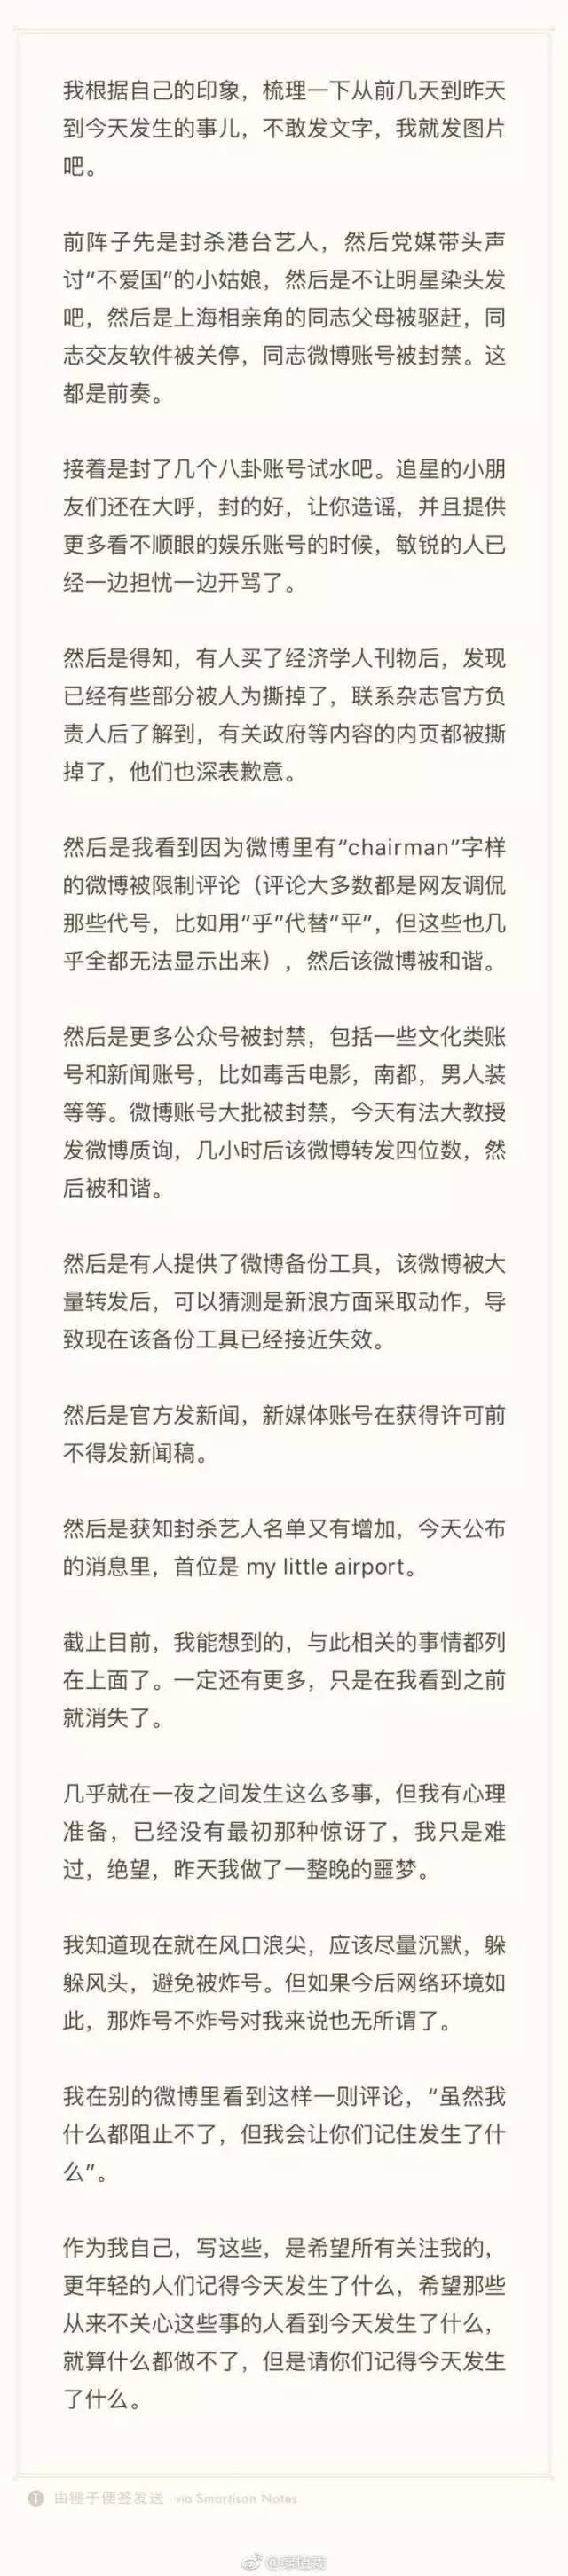 我根据自己的印象，梳理一下从前几天到昨天
到今天发生的事儿，不敢发文字，我就发图片
吧。
前阵子先是封杀港台艺人，然后党媒带头声
讨“不爱国”的小姑娘，然后是不让明星染头发
吧，然后是上海相亲角的同志父母被驱赶，同
志交友软件被关停，同志微博账号被封禁。这
都是前奏。
接着是封了几个八卦账号试水吧。追星的小朋
友们还在大呼，封的好，让你造谣，并且提供
更多看不顺眼的娱乐账号的时候，敏锐的人已
经一边担忧一边开骂了。
然后是得知，有人买了经济学人刊物后，发现
已经有些部分被人为撕掉了，联系杂志官方负
责人后了解到，有关政府等内容的内页都被撕
掉了，他们也深表歉意。
然后是我看到因为微博里有“chairman”字样
的微博被限制评论（评论大多数都是网友调侃
那些代号，比如用“乎”代替“平”，但这些也几
乎全都无法显示出来），然后该微博被和谐。
然后是更多公众号被封禁，包括一些文化类账
号和新闻账号，比如毒舌电影，南都，男人装
等等。微博账号大批被封禁，今天有法大教授
发微博质询，几小时后该微博转发四位数，然
后被和谐。
然后是有人提供了微博备份工具，该微博被大
量转发后，可以猜测是新浪方面采取动作，导
致现在该备份工具已经接近失效。
然后是官方发新闻，新媒体账号在获得许可前
不得发新闻稿。
然后是获知封杀艺人名单又有增加，今天公布
的消息里，首位是 my little airport。
截止目前，我能想到的，与此相关的事情都列
在上面了。一定还有更多，只是在我看到之前
就消失了。
几乎就在一夜之间发生这么多事，但我有心理
准备，已经没有最初那种惊讶了，我只是难
过，绝望，昨天我做了一整晚的噩梦。
我知道现在就在风口浪尖，应该尽量沉默，躲
躲风头，避免被炸号。但如果今后网络环境如
此，那炸号不炸号对我来说也无所谓了。
我在别的微博里看到这样一则评论，“虽然我
什么都阻止不了，但我会让你们记住发生了什
么”。
作为我自己，写这些，是希望所有关注我的，
更年轻的人们记得今天发生了什么，希望那些
从来不关心这些事的人看到今天发生了什么，
就算什么都做不了，但是请你们记得今天发生
了什么。
由锤子便签发送 via Smartisan Notes